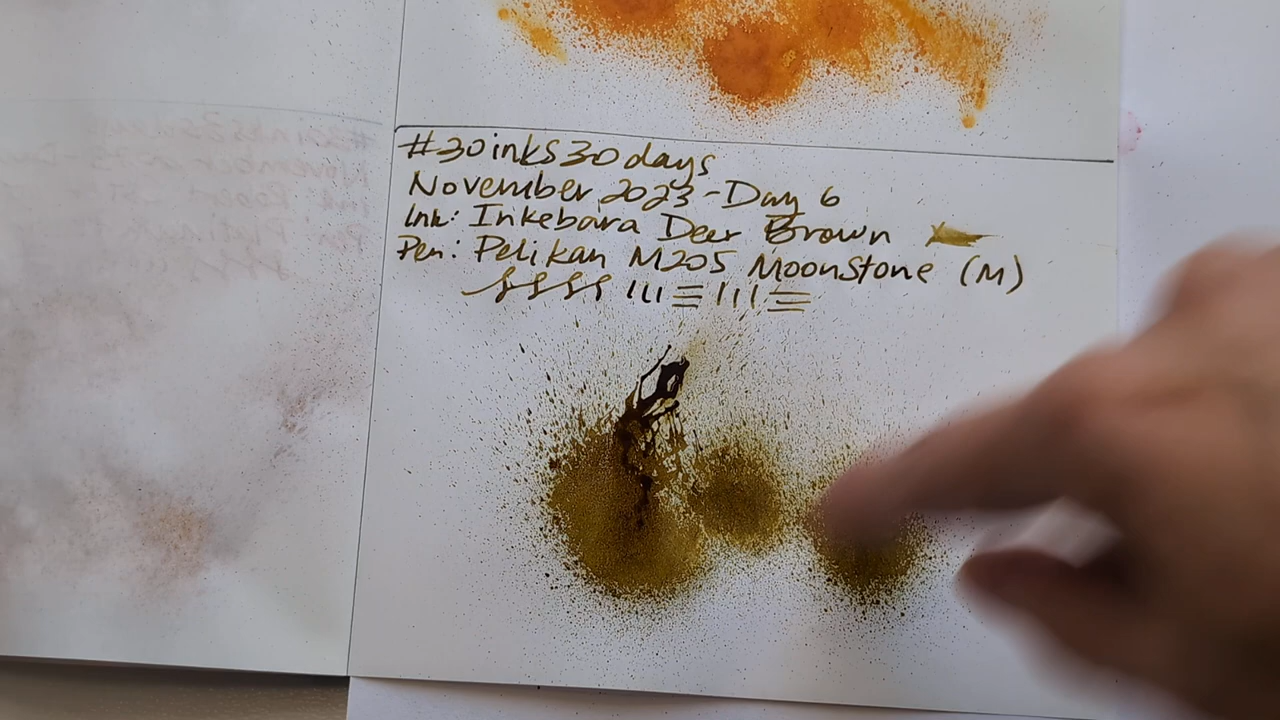 #30inks30days
November 2023 - Day 6
Ink: Inkebara Deer Brown
Pen: Pelikan M205 Moonstone (M)